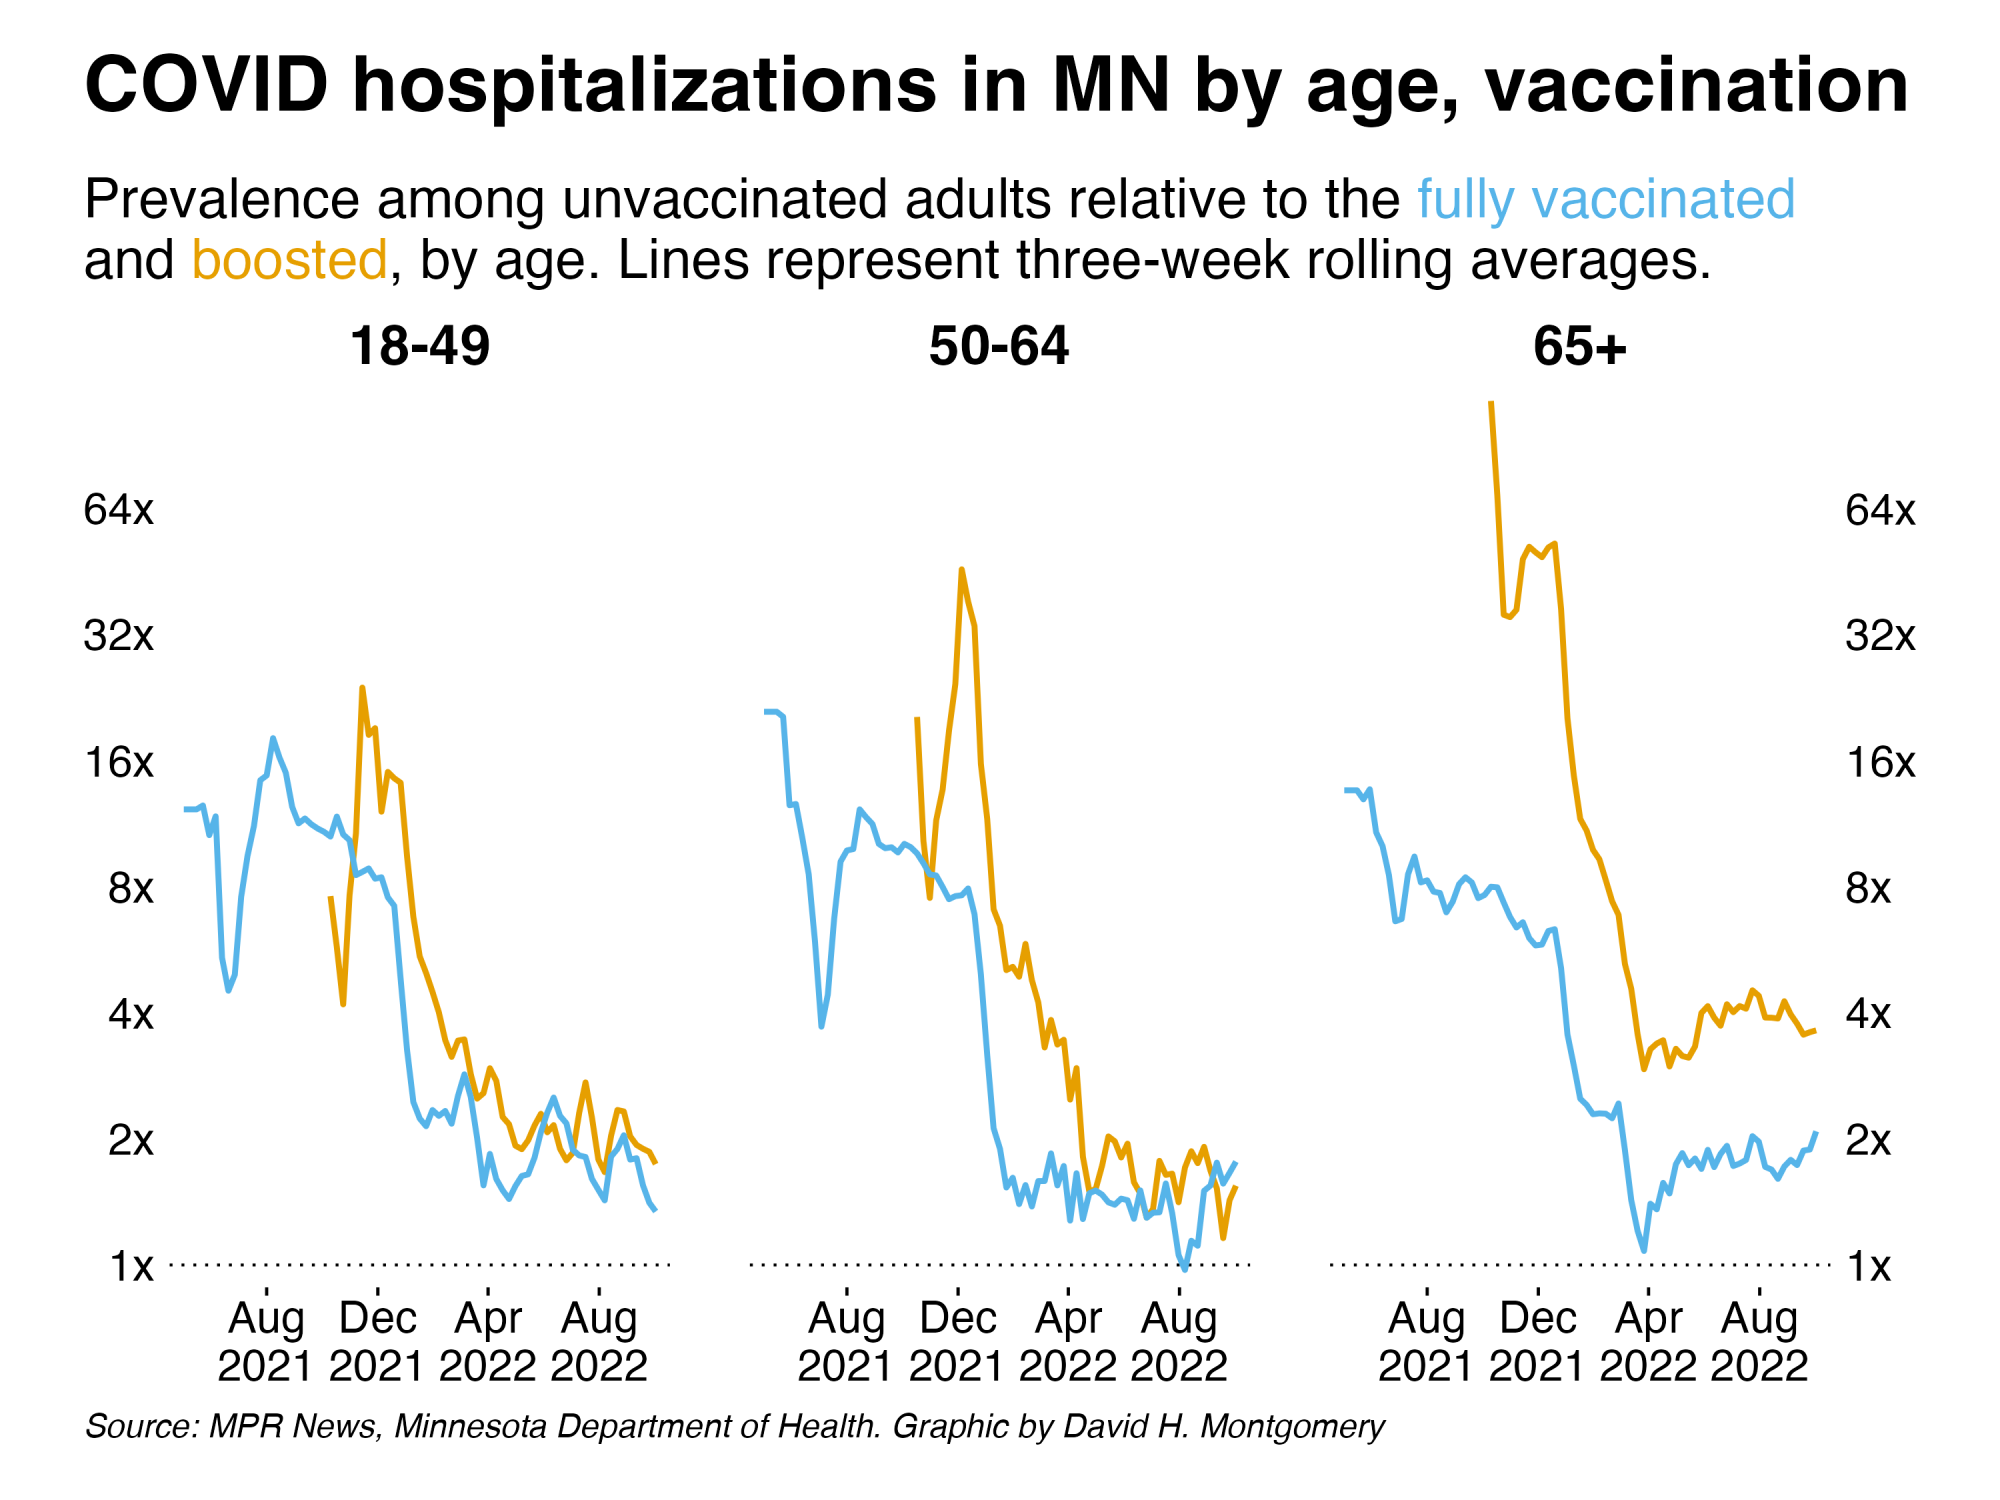 COVID hospitalizations in MN by age, vaccination
Prevalence among unvaccinated adults relative to the fully vaccinated
and boosted, by age. Lines represent three-week rolling averages.
18-49
50-64
65+
64x
32x
16x
8x
4x
2x
1x
64x
32x
16x
8x
4x
2x
1x
Aug Dec Apr Aug
2021 2021 2022 2022
Aug Dec Apr Aug
2021 2021 2022 2022
Aug Dec Apr Aug
2021 2021 2022 2022
Source: MPR News, Minnesota Department of Health. Graphic by David H. Montgomery